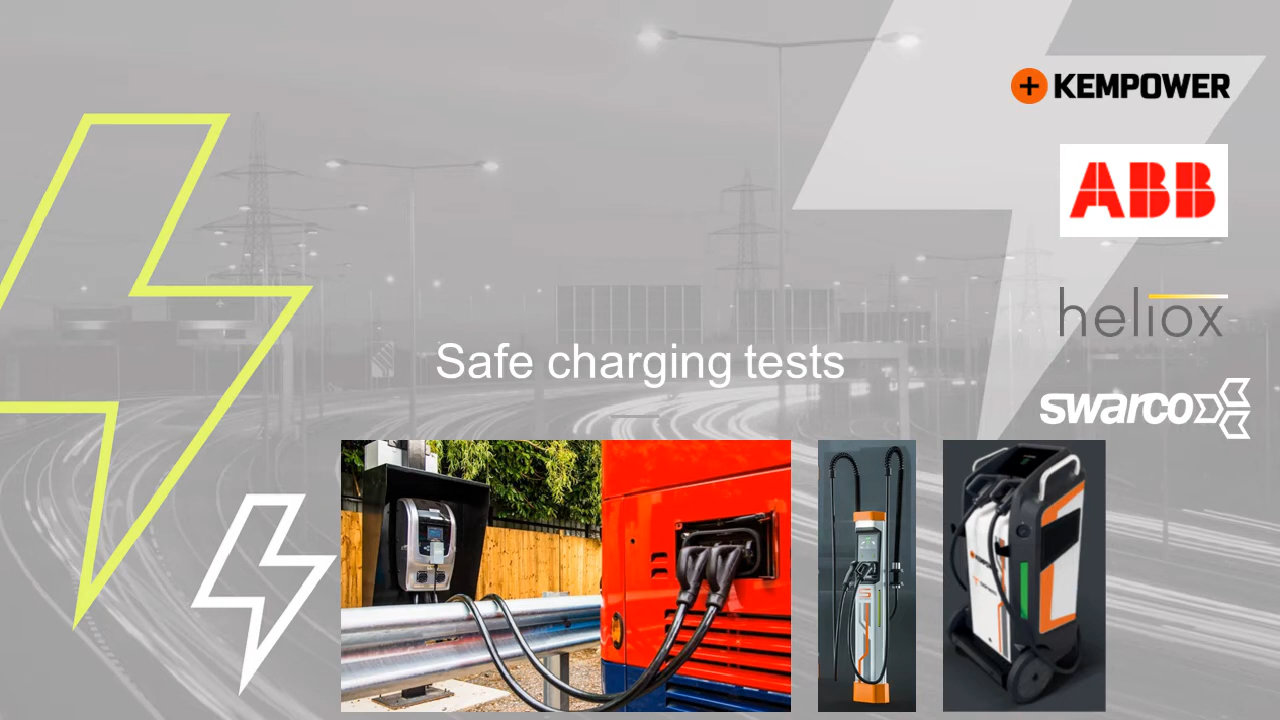 KEMPOWER
ABB
heliox
Safe charging tests
swarco